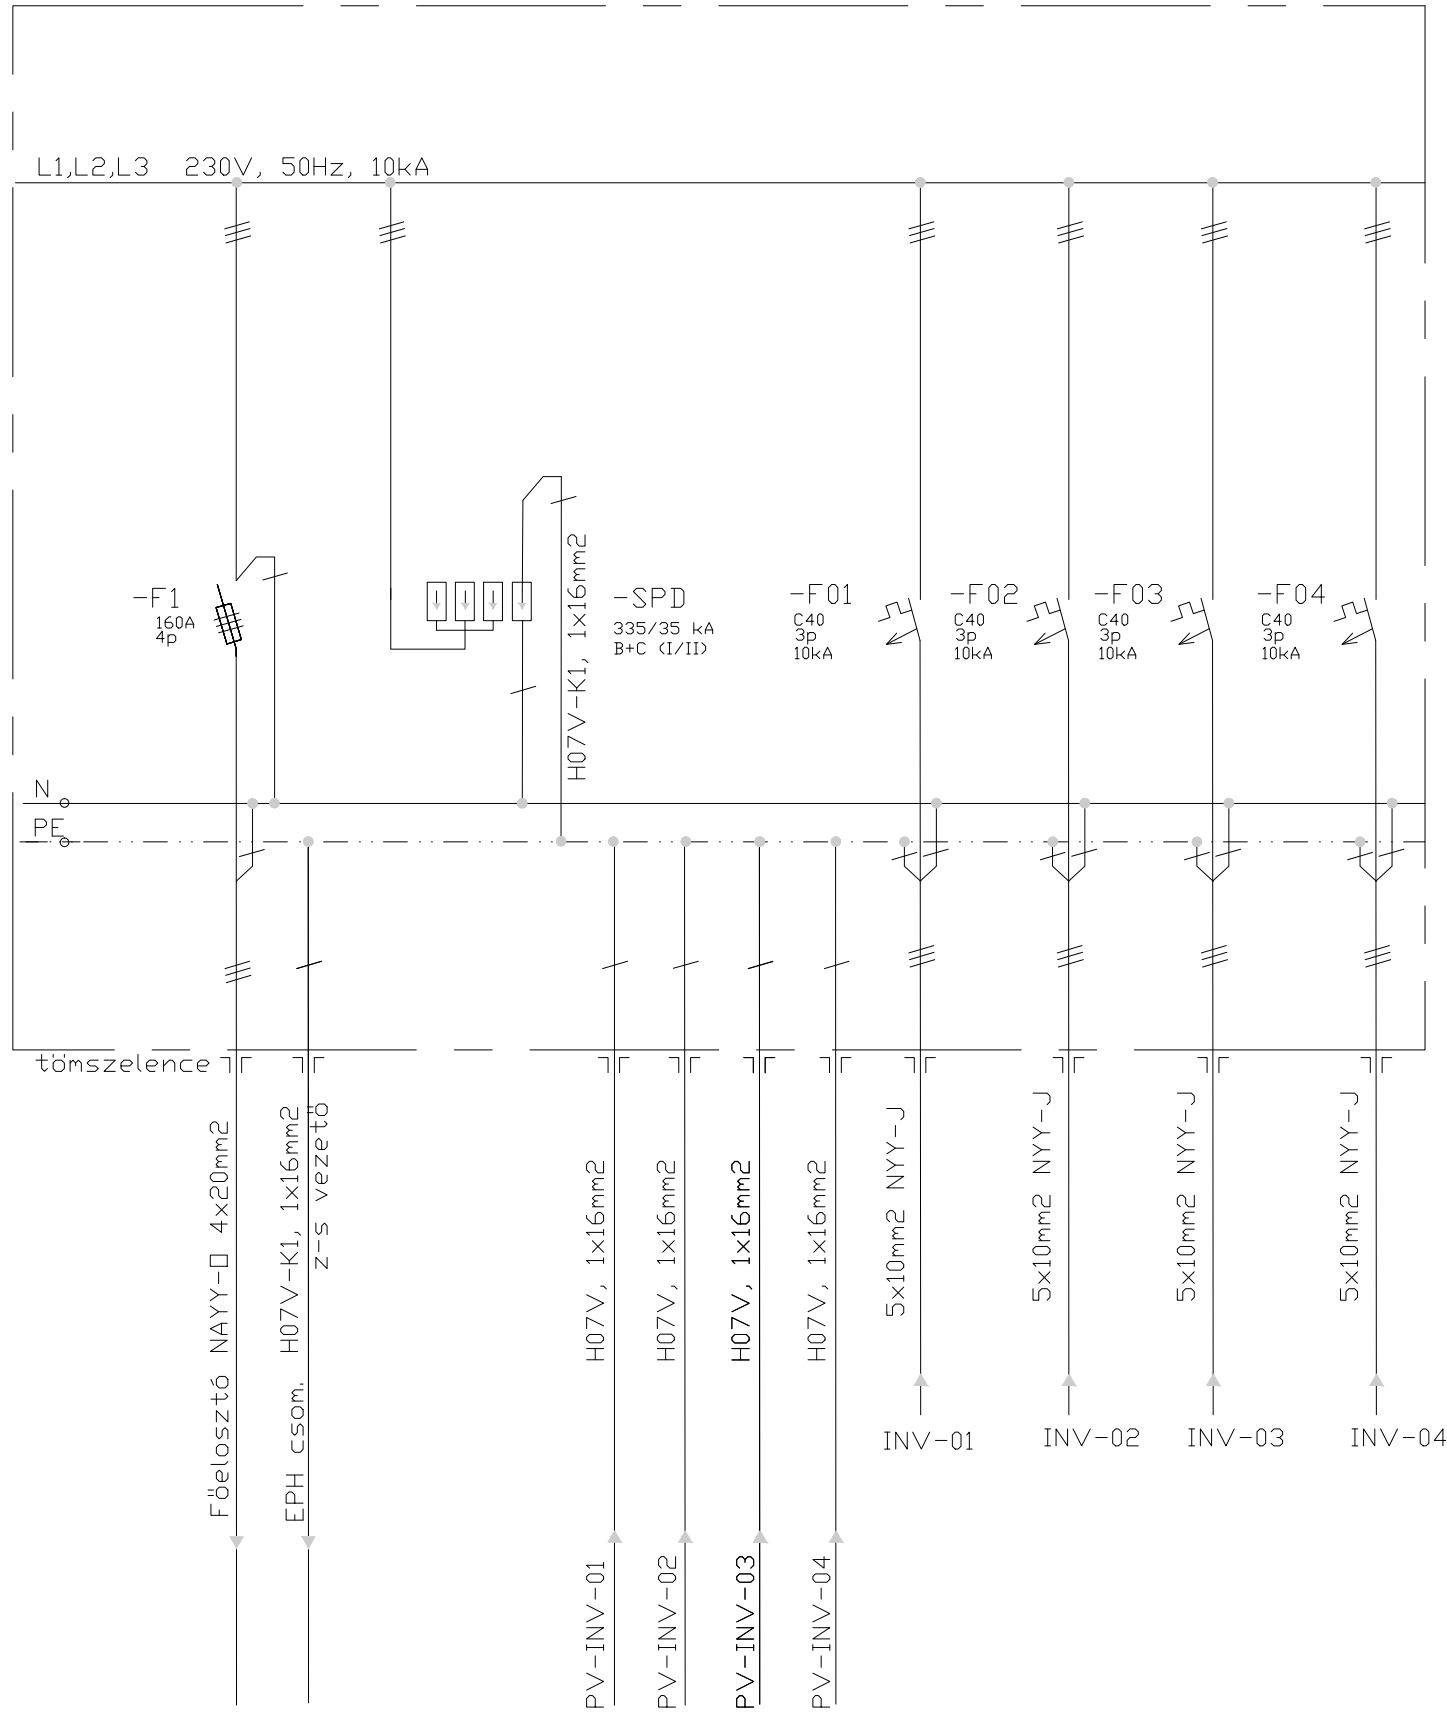 L1,L2,L3 230V, 50Hz, 10kA
-F1
160A
4p
-SPD
335/35 kA
B+C (I/II)
H07V-K1, 1x16mm2
-F01
C40
3p
10kA
-F02
C40
3p
10kA
-F03
C40
3p
10kA
-F04
C40
3p
10kA
N
PE
tömszelence
Főelosztó NAYY-□ 4x20mm2
EPH csom. H07V-K1, 1x16mm2
z-s vezető
H07V, 1x16mm2
PV-INV-01
H07V, 1x16mm2
PV-INV-02
H07V, 1x16mm2
PV-INV-03
H07V, 1x16mm2
PV-INV-04
5x10mm2 NYY-J
INV-01
5x10mm2 NYY-J
INV-02
5x10mm2 NYY-J
INV-03
5x10mm2 NYY-J
INV-04